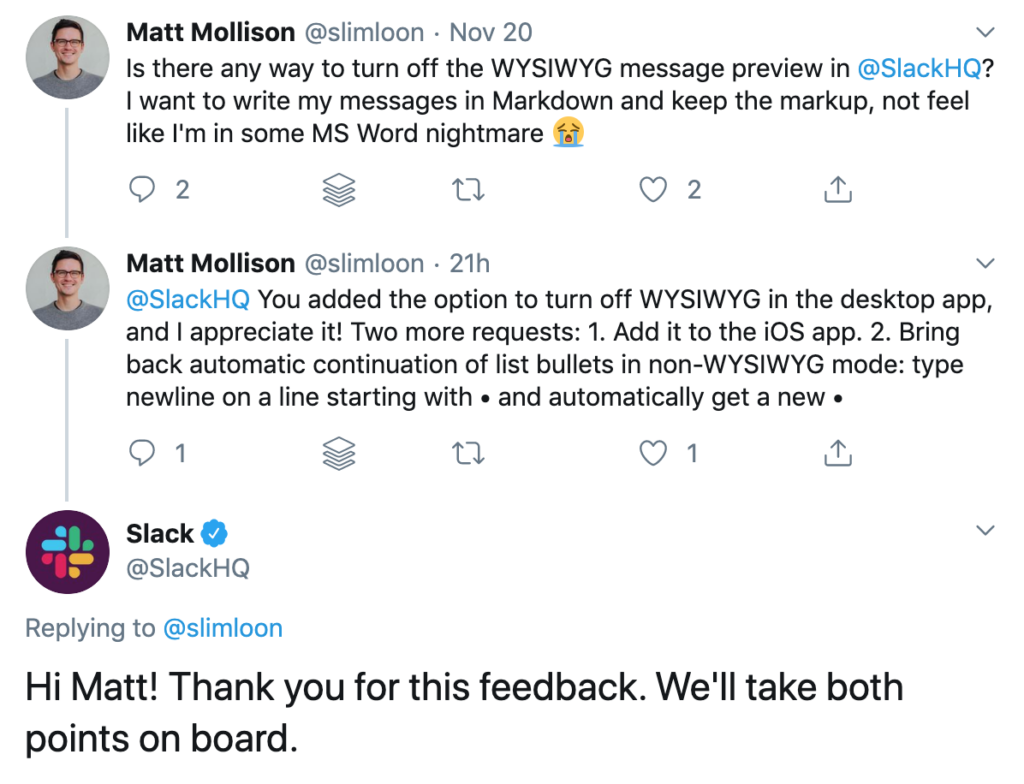 Matt Mollison @slimloon · Nov 20
Is there any way to turn off the WYSIWYG message preview in @SlackHQ?
I want to write my messages in Markdown and keep the markup, not feel
like I'm in some MS Word nightmare 😭
2 2
Matt Mollison @slimloon · 21h
@SlackHQ You added the option to turn off WYSIWYG in the desktop app,
and I appreciate it! Two more requests: 1. Add it to the iOS app. 2. Bring
back automatic continuation of list bullets in non-WYSIWYG mode: type
newline on a line starting with • and automatically get a new •
1 1
Slack
@SlackHQ
Replying to @slimloon
Hi Matt! Thank you for this feedback. We'll take both
points on board.